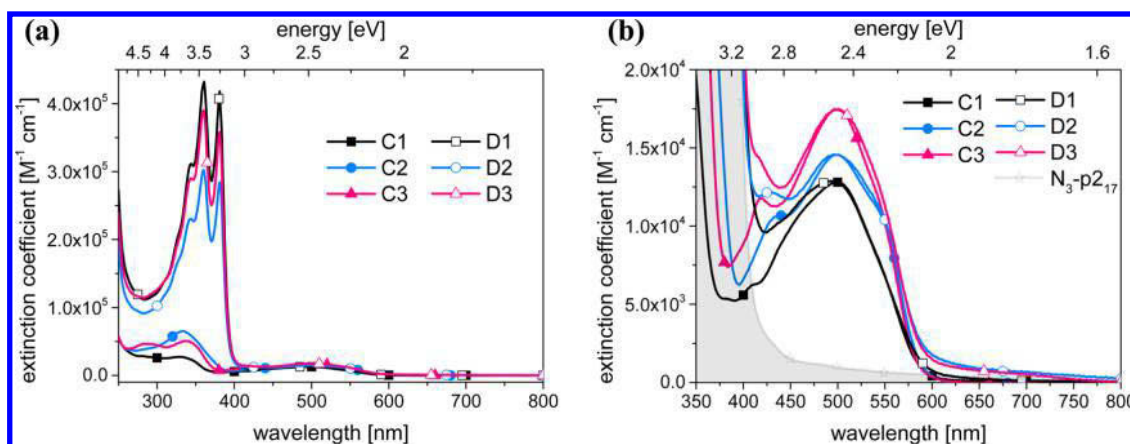 (a)
energy [eV]
4.5 4 3.5 3 2.5 2
extinction coefficient [M⁻¹ cm⁻¹]
4.0x10⁵
3.0x10⁵
2.0x10⁵
1.0x10⁵
0.0
C1 D1
C2 D2
C3 D3
300 400 500 600 700 800
wavelength [nm]
(b)
energy [eV]
3.2 2.8 2.4 2 1.6
extinction coefficient [M⁻¹ cm⁻¹]
2.0x10⁴
1.5x10⁴
1.0x10⁴
5.0x10³
0.0
C1 D1
C2 D2
C3 D3
N₃-p2₁₇
350 400 450 500 550 600 650 700 750 800
wavelength [nm]